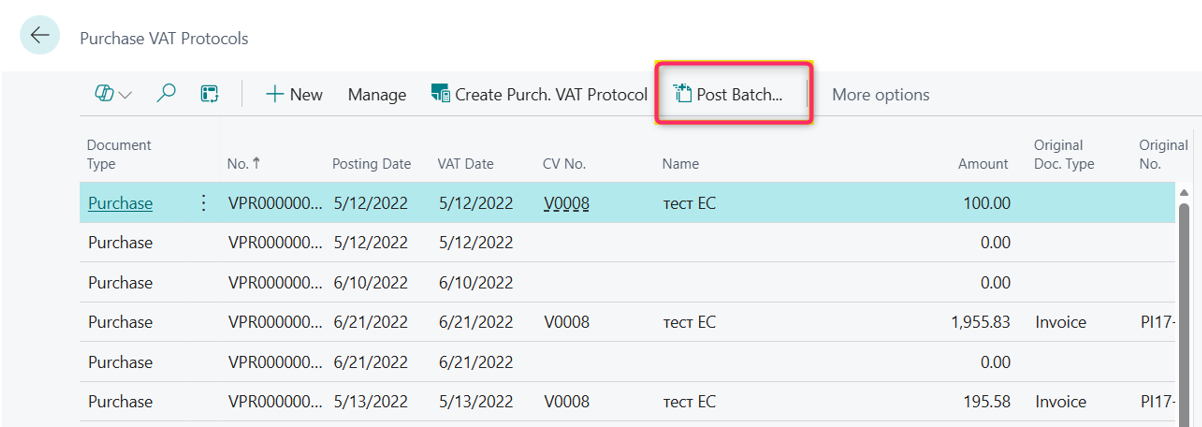 Purchase VAT Protocols
New Manage Create Purch. VAT Protocol Post Batch... More options
Document Type No. ↑ Posting Date VAT Date CV No. Name Amount Original Doc. Type Original No.
Purchase VPR000000... 5/12/2022 5/12/2022 V0008 тест ЕС 100.00
Purchase VPR000000... 5/12/2022 5/12/2022 0.00
Purchase VPR000000... 6/10/2022 6/10/2022 0.00
Purchase VPR000000... 6/21/2022 6/21/2022 V0008 тест ЕС 1,955.83 Invoice PI17-
Purchase VPR000000... 6/21/2022 6/21/2022 0.00
Purchase VPR000000... 5/13/2022 5/13/2022 V0008 тест ЕС 195.58 Invoice PI17-